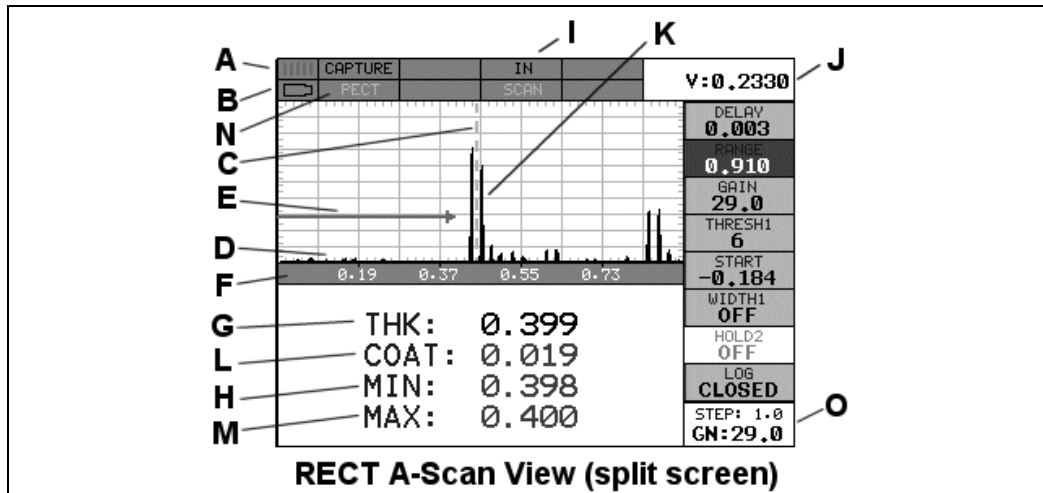 I K
A CAPTURE IN V:0.2330 J
B PECT SCAN
N
C
E
D
F 0.19 0.37 0.55 0.73
DELAY
0.003
RANGE
0.910
GAIN
29.0
THRESH1
6
START
-0.184
WIDTH1
OFF
HOLD2
OFF
LOG
CLOSED
STEP: 1.0
GN:29.0
O
G THK: 0.399
L COAT: 0.019
H MIN: 0.398
M MAX: 0.400
RECT A-Scan View (split screen)